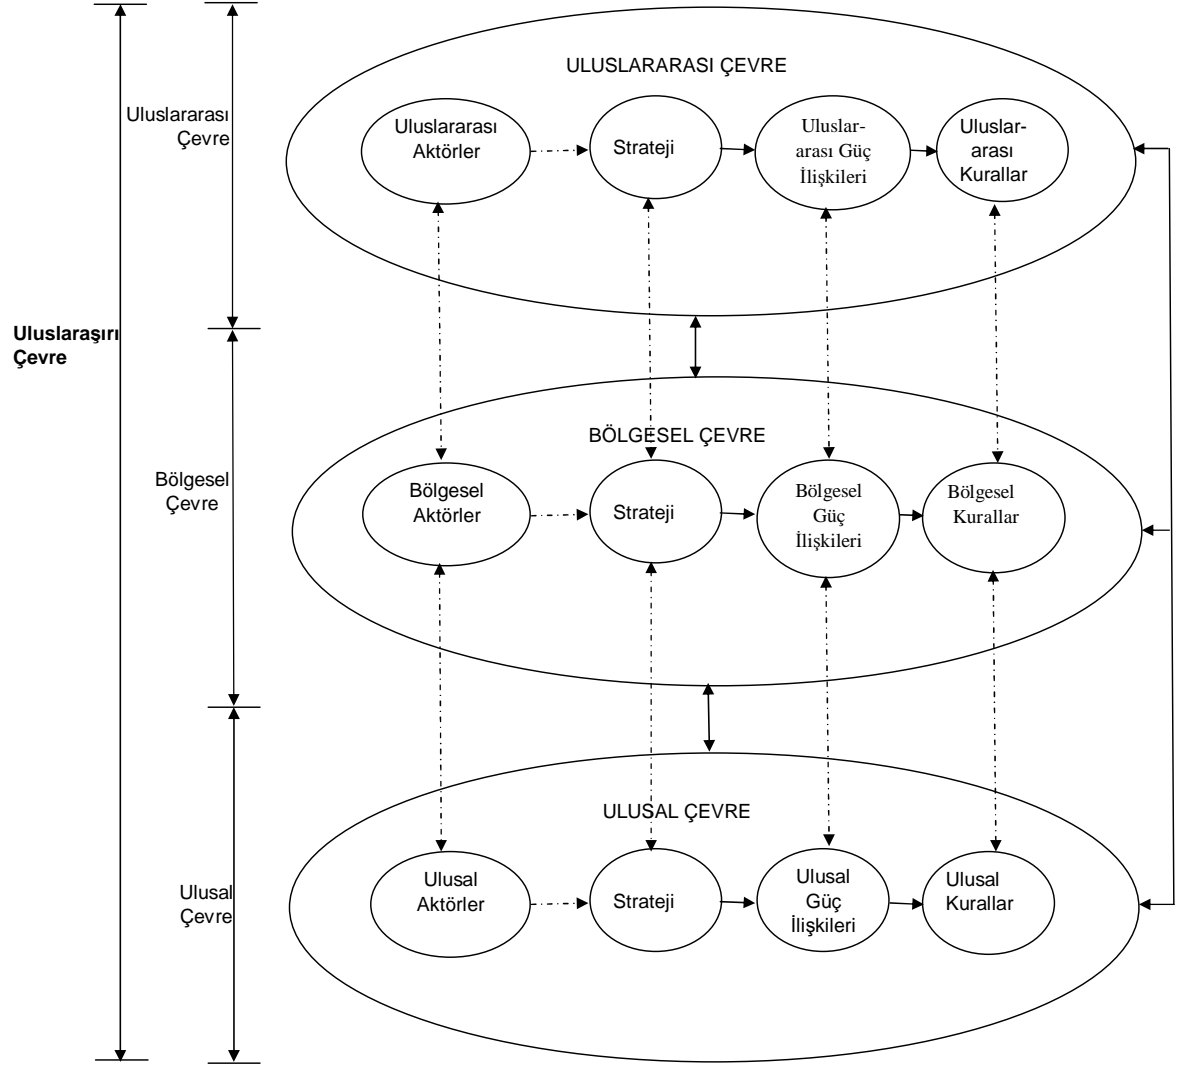 ULUSLARARASI ÇEVRE
Uluslararası
Çevre
Uluslararası
Aktörler
Strateji
Uluslar-
arası Güç
İlişkileri
Uluslar-
arası
Kurallar
Uluslaraşırı
Çevre
BÖLGESEL ÇEVRE
Bölgesel
Çevre
Bölgesel
Aktörler
Strateji
Bölgesel
Güç
İlişkileri
Bölgesel
Kurallar
ULUSAL ÇEVRE
Ulusal
Çevre
Ulusal
Aktörler
Strateji
Ulusal
Güç
İlişkileri
Ulusal
Kurallar